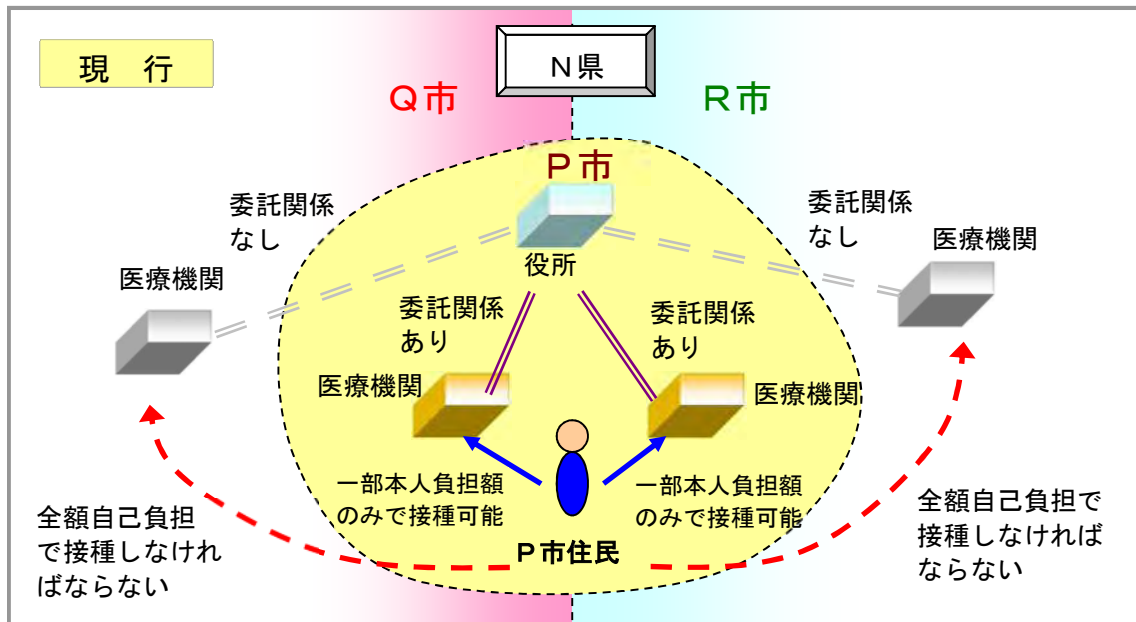 現 行
N県
Q市
R市
P市
委託関係
なし
委託関係
なし
医療機関
医療機関
役所
委託関係
あり
委託関係
あり
医療機関
医療機関
一部本人負担額
のみで接種可能
一部本人負担額
のみで接種可能
全額自己負担
で接種しなけれ
ばならない
全額自己負担で
接種しなければ
ならない
P市住民